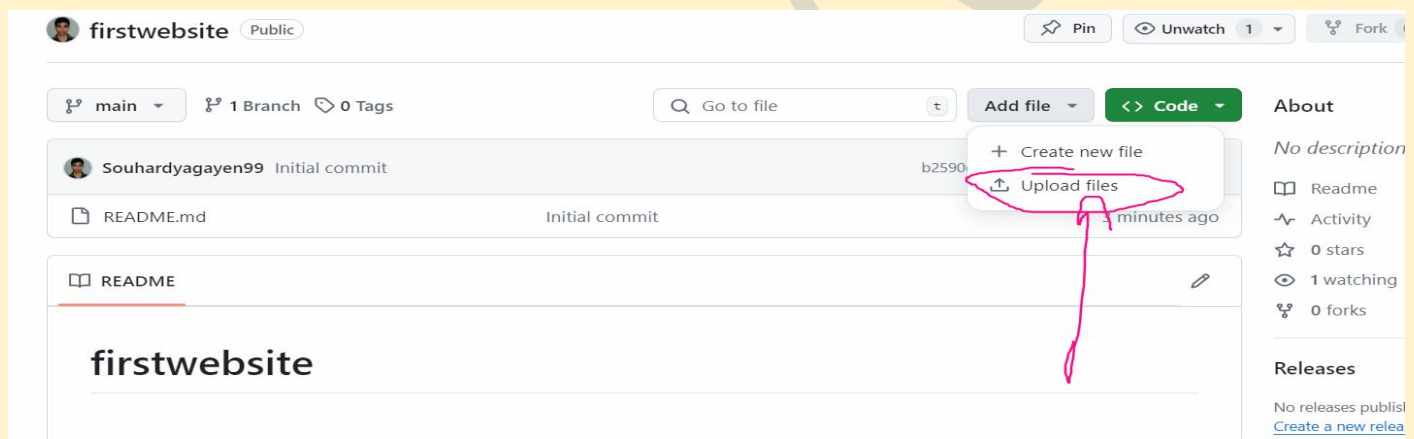 firstwebsite Public
Pin
Unwatch 1
Fork
main
1 Branch
0 Tags
Go to file
t
Add file
Code
Create new file
Upload files
Souhardyagayen99 Initial commit
README.md
Initial commit
minutes ago
README
firstwebsite
About
No description
Readme
Activity
0 stars
1 watching
0 forks
Releases
No releases
Create a new